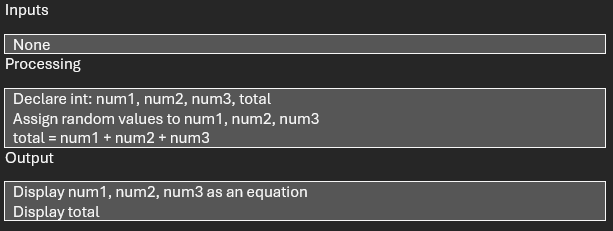 Inputs
None
Processing
Declare int: num1, num2, num3, total
Assign random values to num1, num2, num3
total = num1 + num2 + num3
Output
Display num1, num2, num3 as an equation
Display total